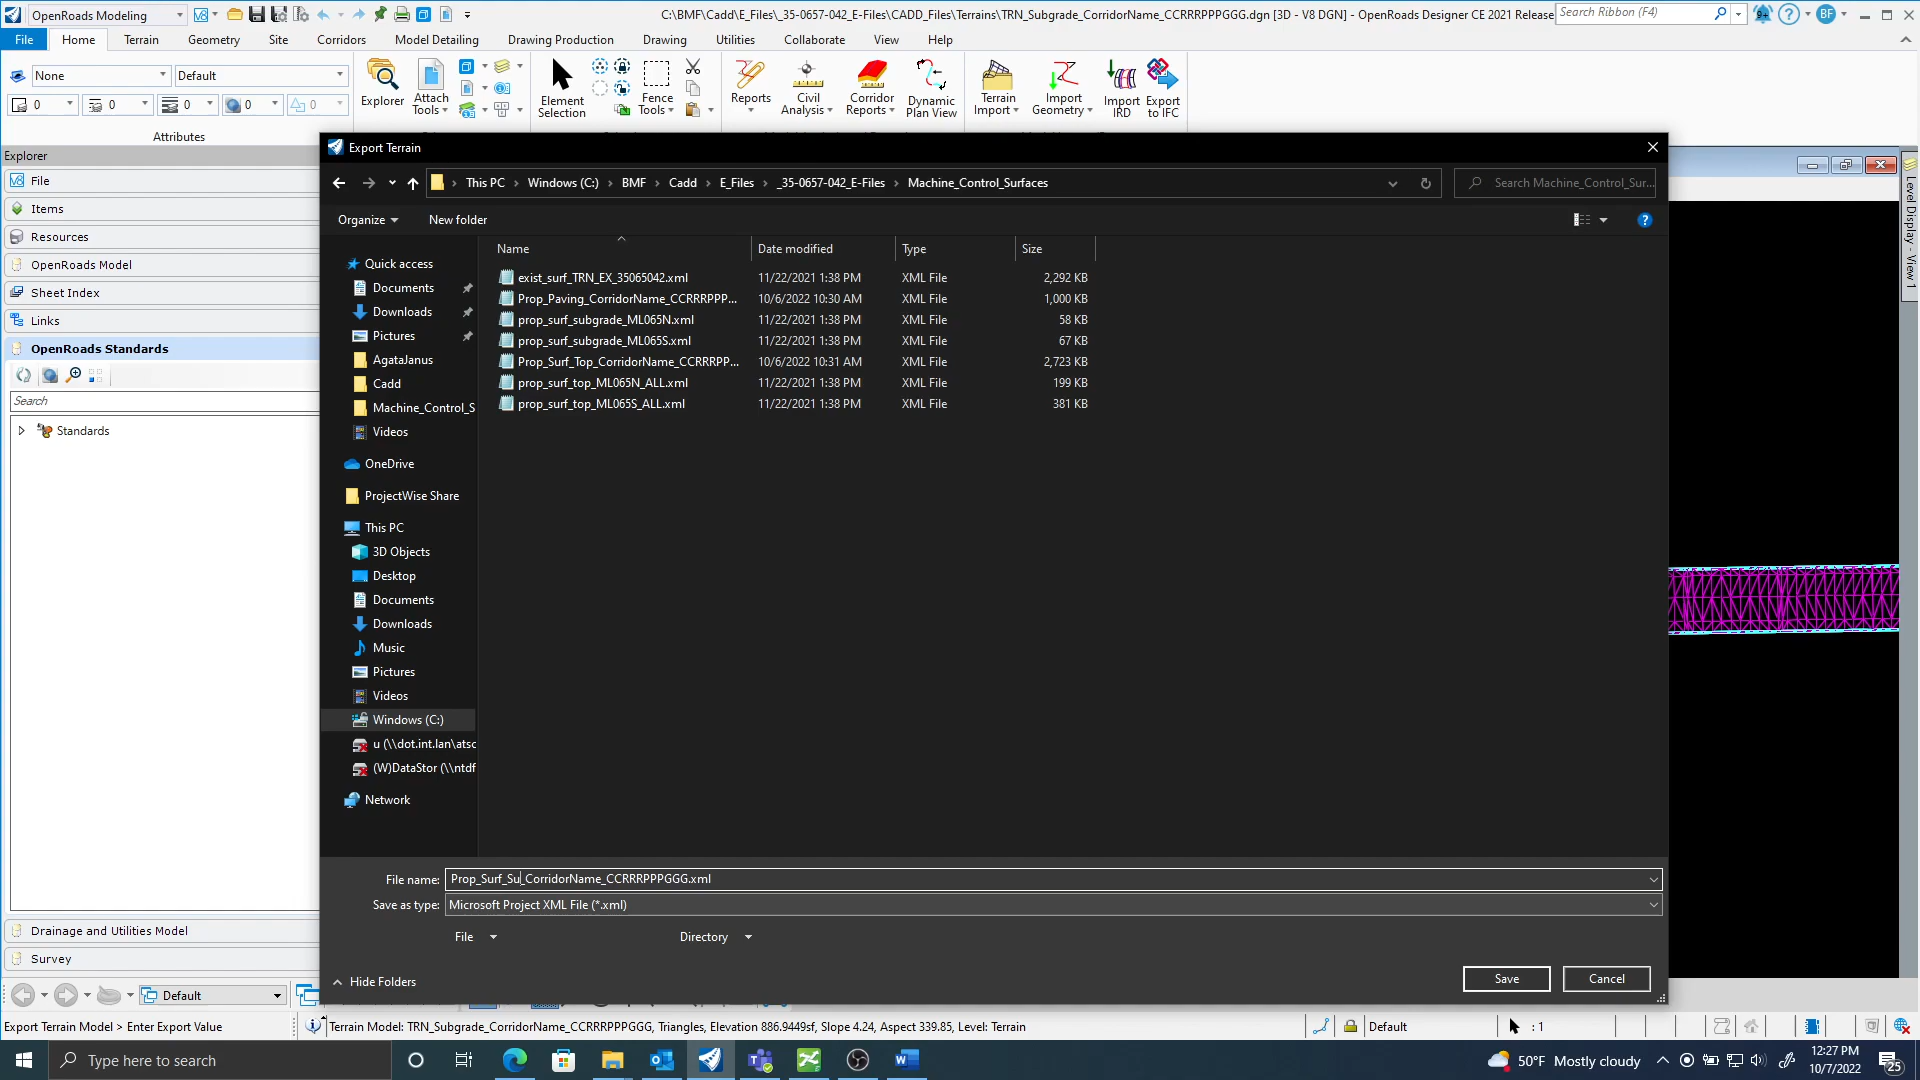 OpenRoads Modeling
C:\BMF\Cadd\E_Files\_35-0657-042_E-Files\CADD_Files\Terrains\TRN_Subgrade_CorridorName_CCRRRPPPGGG.dgn [3D - V8 DGN] - OpenRoads Designer CE 2021 Release
Search Ribbon (F4)
9+
BF
File Home Terrain Geometry Site Corridors Model Detailing Drawing Production Drawing Utilities Collaborate View Help
None Default
0 0 0 0 0
Attributes
Explorer
Attach Tools
Element Selection
Fence Tools
Reports
Civil Analysis
Corridor Reports
Dynamic Plan View
Terrain Import
Import Geometry
Import IRD
Export to IFC
Explorer
File
Items
Resources
OpenRoads Model
Sheet Index
Links
OpenRoads Standards
Search
Standards
Drainage and Utilities Model
Survey
Default
Export Terrain
This PC > Windows (C:) > BMF > Cadd > E_Files > _35-0657-042_E-Files > Machine_Control_Surfaces
Search Machine_Control_Sur...
Organize New folder
Quick access
Documents
Downloads
Pictures
AgataJanus
Cadd
Machine_Control_S
Videos
OneDrive
ProjectWise Share
This PC
3D Objects
Desktop
Documents
Downloads
Music
Pictures
Videos
Windows (C:)
u (\\dot.int.lan\atsc
(W)DataStor (\\ntdf
Network
Name Date modified Type Size
exist_surf_TRN_EX_35065042.xml 11/22/2021 1:38 PM XML File 2,292 KB
Prop_Paving_CorridorName_CCRRRPPP... 10/6/2022 10:30 AM XML File 1,000 KB
prop_surf_subgrade_ML065N.xml 11/22/2021 1:38 PM XML File 58 KB
prop_surf_subgrade_ML065S.xml 11/22/2021 1:38 PM XML File 67 KB
Prop_Surf_Top_CorridorName_CCRRRPP... 10/6/2022 10:31 AM XML File 2,723 KB
prop_surf_top_ML065N_ALL.xml 11/22/2021 1:38 PM XML File 199 KB
prop_surf_top_ML065S_ALL.xml 11/22/2021 1:38 PM XML File 381 KB
File name: Prop_Surf_Su_CorridorName_CCRRRPPPGGG.xml
Save as type: Microsoft Project XML File (*.xml)
File Directory
Hide Folders
Save Cancel
Level Display - View 1
Export Terrain Model > Enter Export Value
Terrain Model: TRN_Subgrade_CorridorName_CCRRRPPPGGG, Triangles, Elevation 886.9449sf, Slope 4.24, Aspect 339.85, Level: Terrain
Default
: 1
Type here to search
50°F Mostly cloudy
12:27 PM
10/7/2022
25